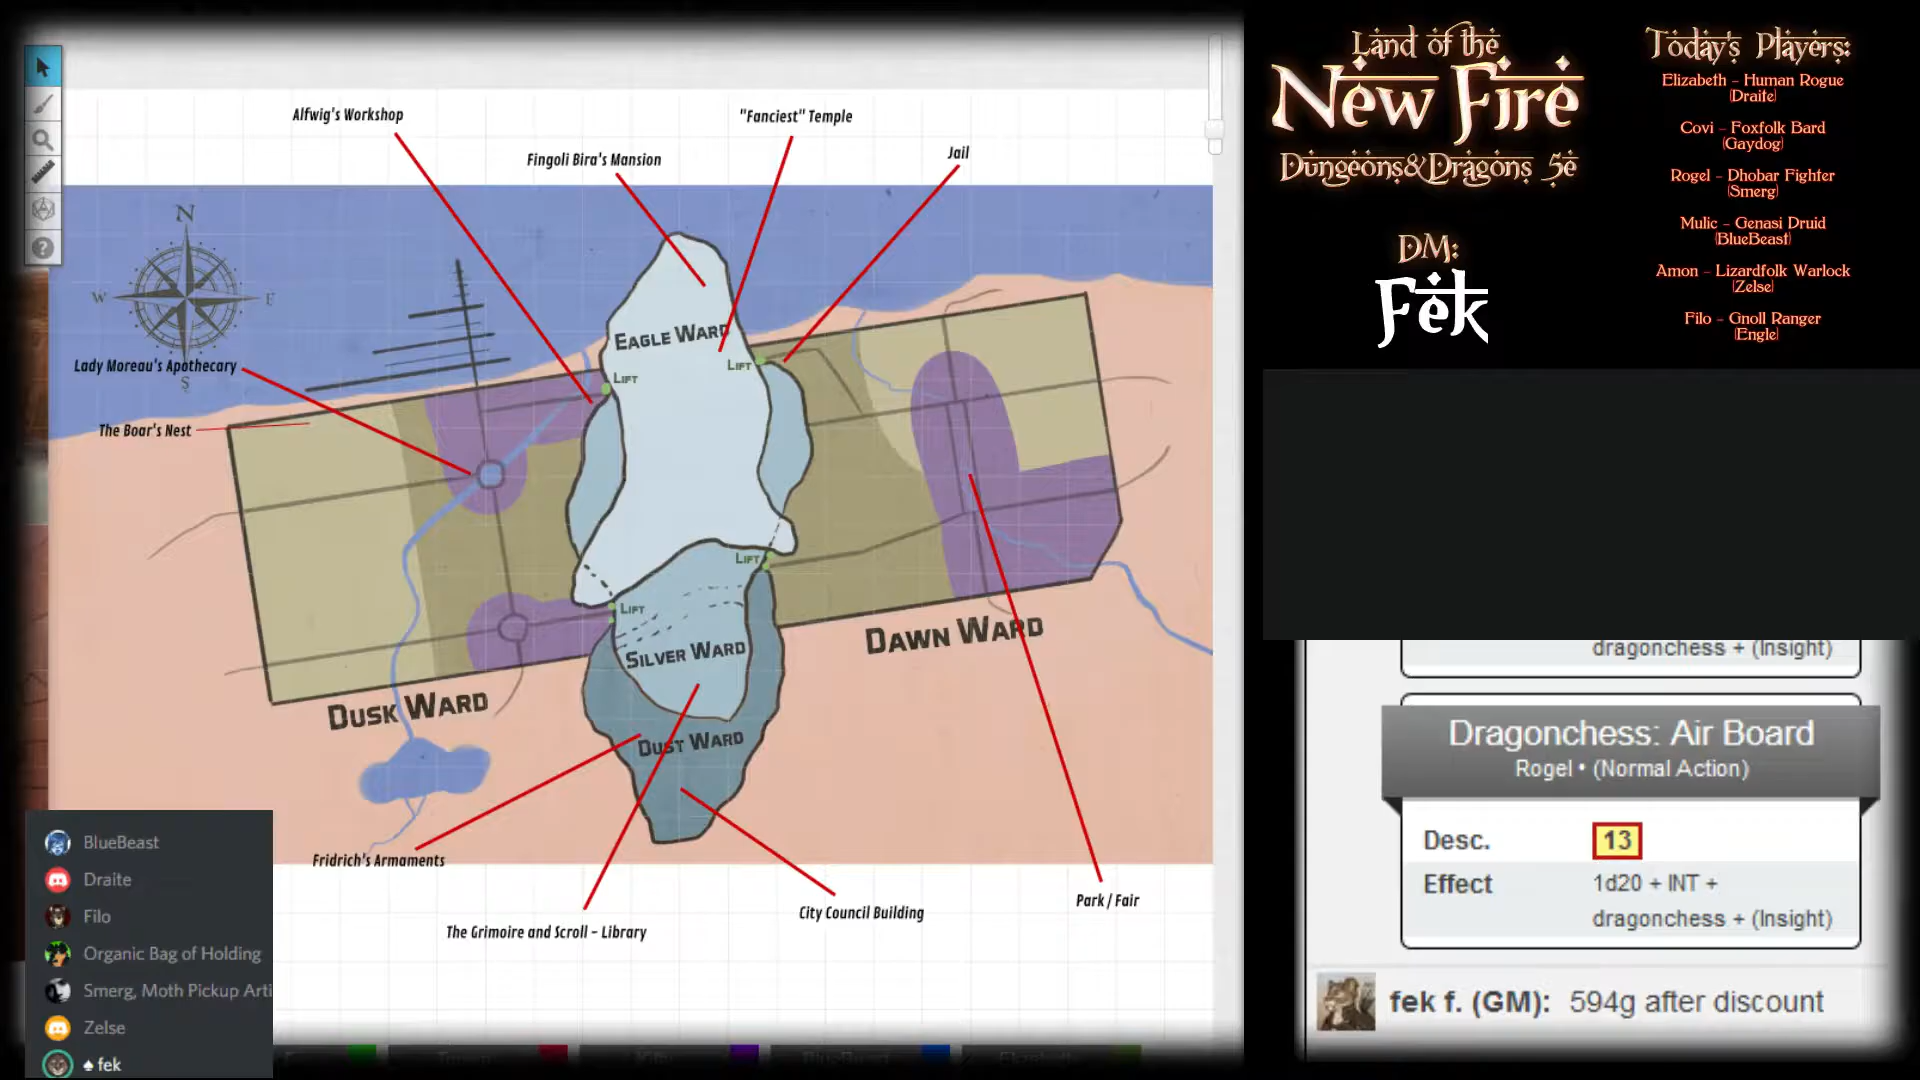 Alfwig's Workshop
"Fanciest" Temple
Fingoli Bira's Mansion
Jail
N
W
E
S
Lady Moreau's Apothecary
The Boar's Nest
Eagle Ward
Lift
Lift
Lift
Lift
Silver Ward
Dawn Ward
Dusk Ward
Dust Ward
Fridrich's Armaments
The Grimoire and Scroll - Library
City Council Building
Park / Fair
BlueBeast
Draite
Filo
Organic Bag of Holding
Smerg, Moth Pickup Arti
Zelse
♠ fek
Land of the
New Fire
Dungeons & Dragons 5e
DM:
Fek
Today's Players:
Elizabeth - Human Rogue
(Draite)
Covi - Foxfolk Bard
(Gaydog)
Rogel - Dhobar Fighter
(Smerg)
Mulic - Genasi Druid
(BlueBeast)
Amon - Lizardfolk Warlock
(Zelse)
Filo - Gnoll Ranger
(Engle)
dragonchess + (Insight)
Dragonchess: Air Board
Rogel • (Normal Action)
Desc. 13
Effect 1d20 + INT +
dragonchess + (Insight)
fek f. (GM): 594g after discount